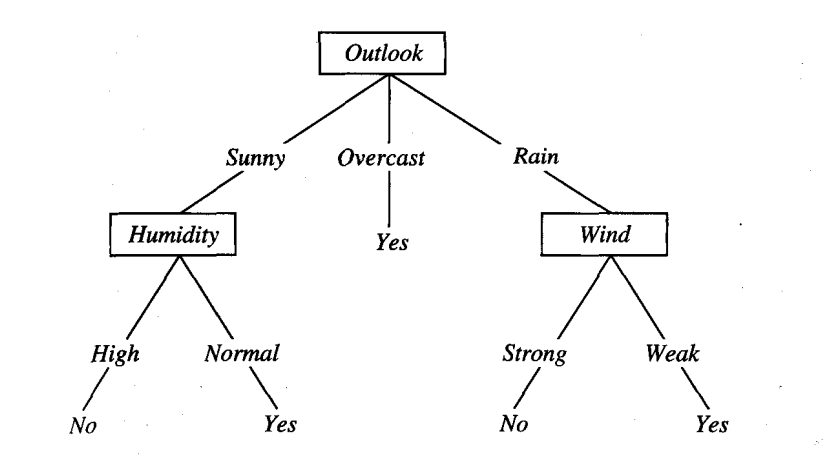 Outlook
Sunny Overcast Rain
Humidity Yes Wind
High Normal Strong Weak
No Yes No Yes